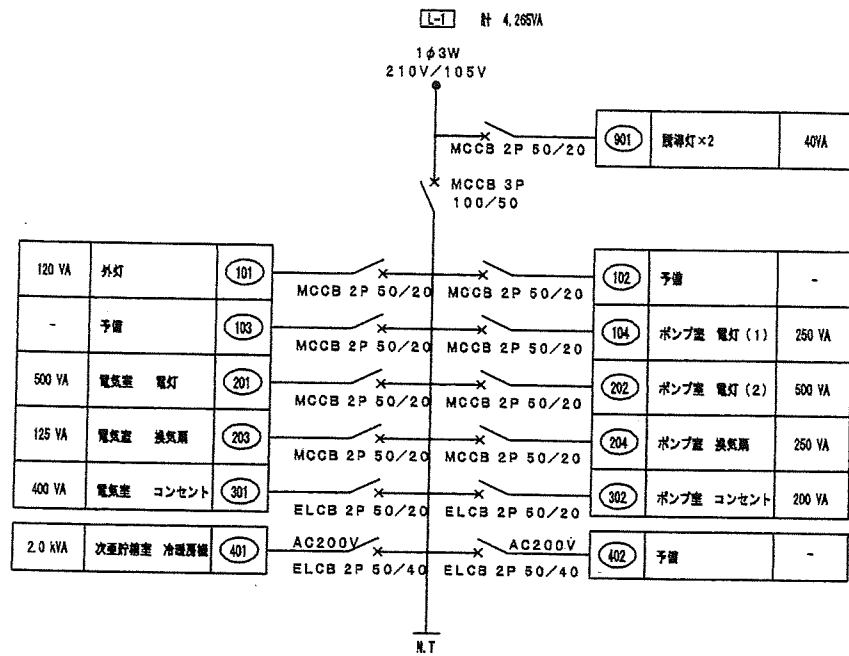 L-1 計 4,265VA
1φ3W
210V/105V
MCCB 2P 50/20
901 誘導灯×2 40VA
MCCB 3P
100/50
120 VA 外灯 101 MCCB 2P 50/20 MCCB 2P 50/20 102 予備 -
- 予備 103 MCCB 2P 50/20 MCCB 2P 50/20 104 ポンプ室 電灯(1) 250 VA
500 VA 電気室 電灯 201 MCCB 2P 50/20 MCCB 2P 50/20 202 ポンプ室 電灯(2) 500 VA
125 VA 電気室 換気扇 203 MCCB 2P 50/20 MCCB 2P 50/20 204 ポンプ室 換気扇 250 VA
400 VA 電気室 コンセント 301 ELCB 2P 50/20 ELCB 2P 50/20 302 ポンプ室 コンセント 200 VA
2.0 kVA 次亜貯槽室 冷暖房機 401 AC200V AC200V 402 予備 -
ELCB 2P 50/40 ELCB 2P 50/40
N.T